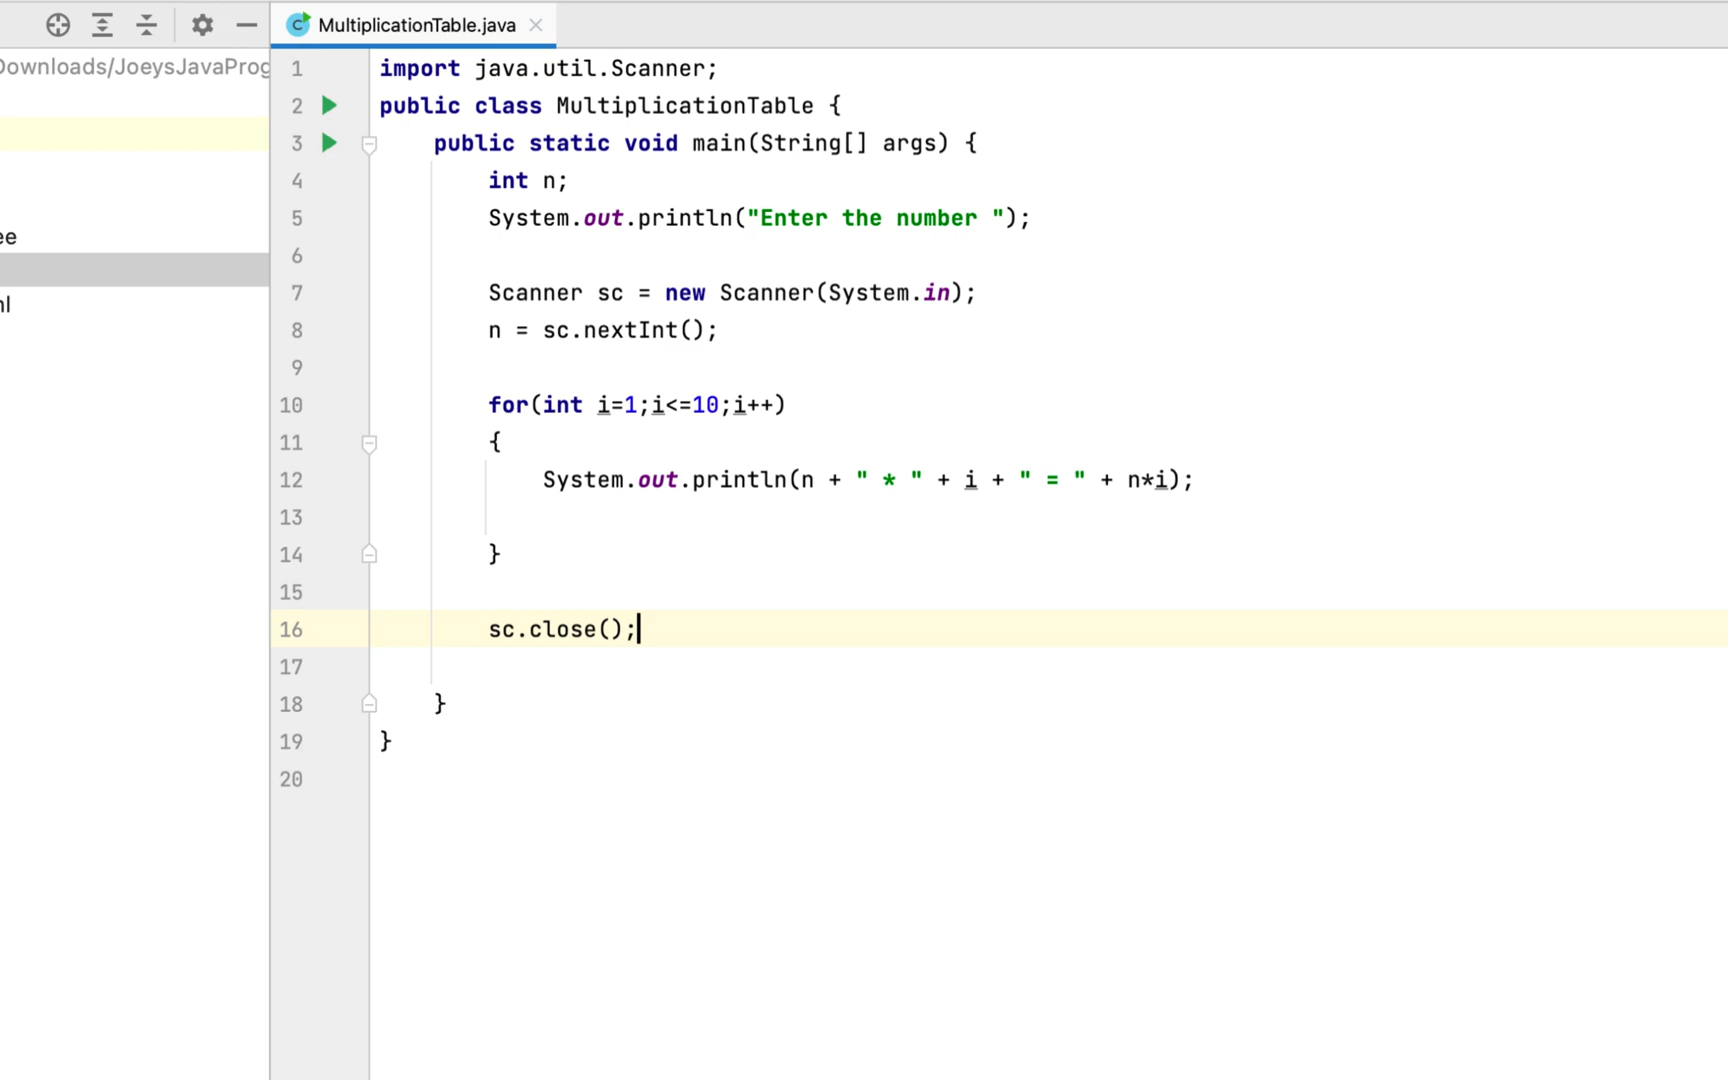 MultiplicationTable.java
Downloads/JoeysJavaProg
1 import java.util.Scanner;
2 public class MultiplicationTable {
3 public static void main(String[] args) {
4 int n;
5 System.out.println("Enter the number ");
6
7 Scanner sc = new Scanner(System.in);
8 n = sc.nextInt();
9
10 for(int i=1;i<=10;i++)
11 {
12 System.out.println(n + " * " + i + " = " + n*i);
13
14 }
15
16 sc.close();
17
18 }
19 }
20